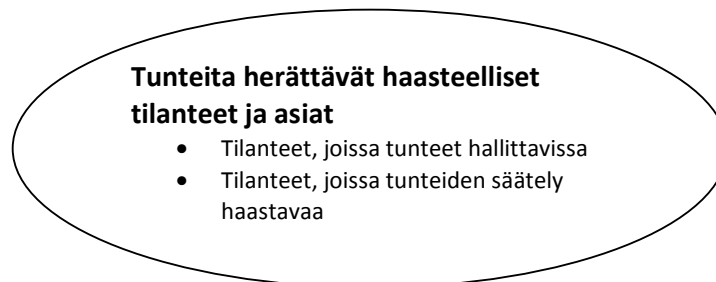 Tunteita herättävät haasteelliset
tilanteet ja asiat
• Tilanteet, joissa tunteet hallittavissa
• Tilanteet, joissa tunteiden säätely
haastavaa